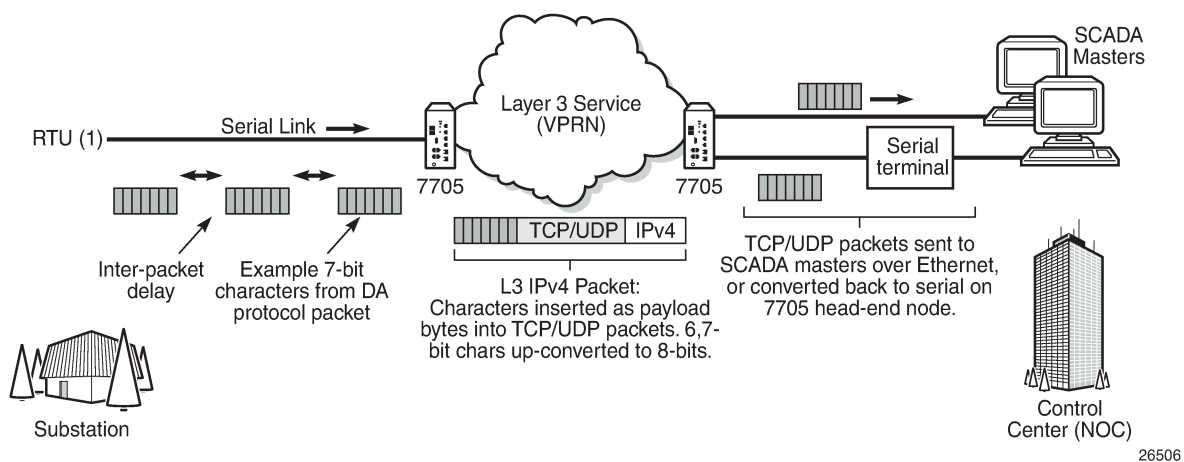 SCADA
Masters
Layer 3 Service
(VPRN)
Serial Link
RTU (1)
Serial
terminal
7705
7705
TCP/UDP
IPv4
Inter-packet
delay
Example 7-bit
characters from DA
protocol packet
L3 IPv4 Packet:
Characters inserted as payload
bytes into TCP/UDP packets. 6,7-
bit chars up-converted to 8-bits.
TCP/UDP packets sent to
SCADA masters over Ethernet,
or converted back to serial on
7705 head-end node.
Substation
Control
Center (NOC)
26506